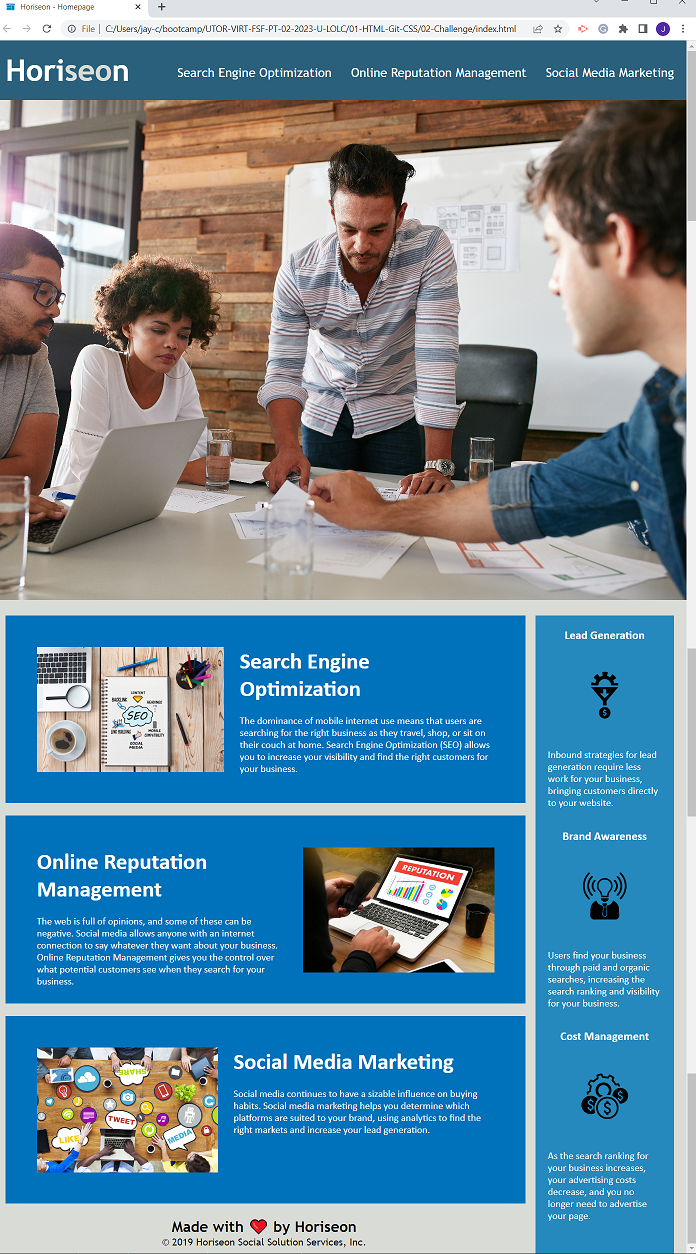 Horiseon - Homepage
File | C:/Users/jay-c/bootcamp/UTOR-VIRT-FSF-PT-02-2023-U-LOLC/01-HTML-Git-CSS/02-Challenge/index.html
J
Horiseon
Search Engine Optimization Online Reputation Management Social Media Marketing
CONTENT
BACKLINK
HEADINGS
SEO
LINK BUILDING
MOBILE COMPATIBILITY
SOCIAL MEDIA
Search Engine
Optimization
The dominance of mobile internet use means that users are
searching for the right business as they travel, shop, or sit on
their couch at home. Search Engine Optimization (SEO) allows
you to increase your visibility and find the right customers for
your business.
Online Reputation
Management
The web is full of opinions, and some of these can be
negative. Social media allows anyone with an internet
connection to say whatever they want about your business.
Online Reputation Management gives you the control over
what potential customers see when they search for your
business.
REPUTATION
SHARE
TWEET
LIKE
MEDIA
Social Media Marketing
Social media continues to have a sizable influence on buying
habits. Social media marketing helps you determine which
platforms are suited to your brand, using analytics to find the
right markets and increase your lead generation.
Lead Generation
$
Inbound strategies for lead
generation require less
work for your business,
bringing customers directly
to your website.
Brand Awareness
Users find your business
through paid and organic
searches, increasing the
search ranking and visibility
for your business.
Cost Management
$ $ $
As the search ranking for
your business increases,
your advertising costs
decrease, and you no
longer need to advertise
your page.
Made with ❤️ by Horiseon
© 2019 Horiseon Social Solution Services, Inc.